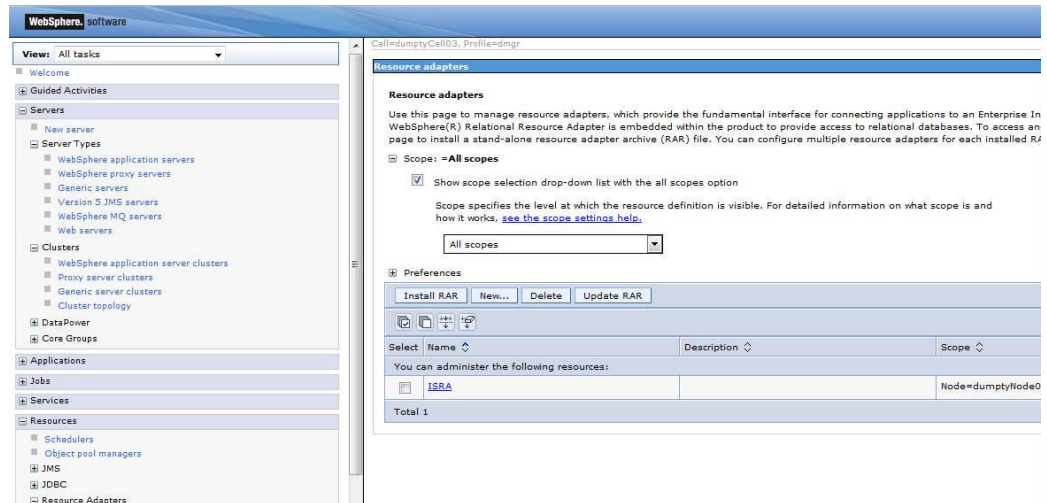 WebSphere. software
View: All tasks
Welcome
Guided Activities
Servers
New server
Server Types
WebSphere application servers
WebSphere proxy servers
Generic servers
Version 5 JMS servers
WebSphere MQ servers
Web servers
Clusters
WebSphere application server clusters
Proxy server clusters
Generic server clusters
Cluster topology
DataPower
Core Groups
Applications
Jobs
Services
Resources
Schedulers
Object pool managers
JMS
JDBC
Resource Adapters
Cell=dumptyCell03, Profile=dmgr
Resource adapters
Resource adapters
Use this page to manage resource adapters, which provide the fundamental interface for connecting applications to an Enterprise In
WebSphere(R) Relational Resource Adapter is embedded within the product to provide access to relational databases. To access an
page to install a stand-alone resource adapter archive (RAR) file. You can configure multiple resource adapters for each installed RA
Scope: =All scopes
Show scope selection drop-down list with the all scopes option
Scope specifies the level at which the resource definition is visible. For detailed information on what scope is and
how it works, see the scope settings help.
All scopes
Preferences
Install RAR New... Delete Update RAR
Select Name Description Scope
You can administer the following resources:
ISRA Node=dumptyNode0
Total 1